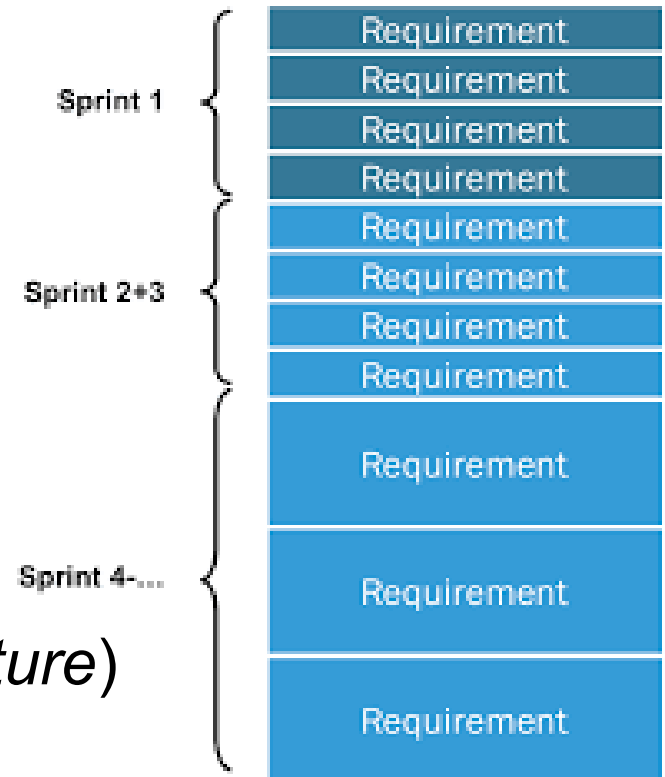 Requirement
Requirement
Sprint 1
Requirement
Requirement
Requirement
Requirement
Sprint 2+3
Requirement
Requirement
Requirement
Sprint 4-...
Requirement
ture)
Requirement